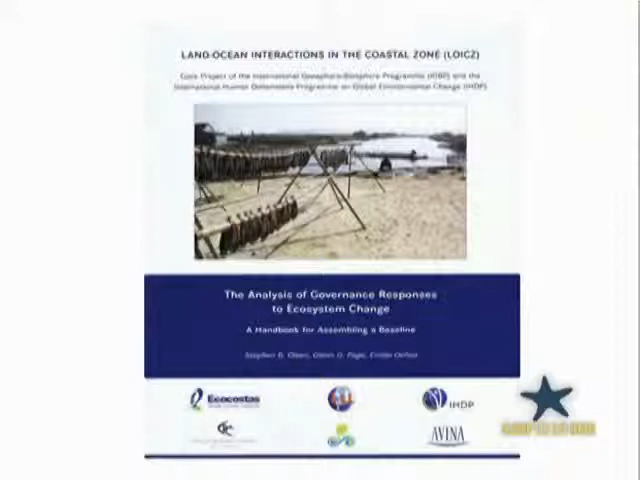 LAND-OCEAN INTERACTIONS IN THE COASTAL ZONE (LOICZ)
Core Project of the International Geosphere-Biosphere Programme (IGBP) and the
International Human Dimensions Programme on Global Environmental Change (IHDP)
The Analysis of Governance Responses
to Ecosystem Change
A Handbook for Assembling a Baseline
Stephen B. Olsen, Glenn G. Page, Emilio Ochoa
Ecocostas
IHDP
AVINA